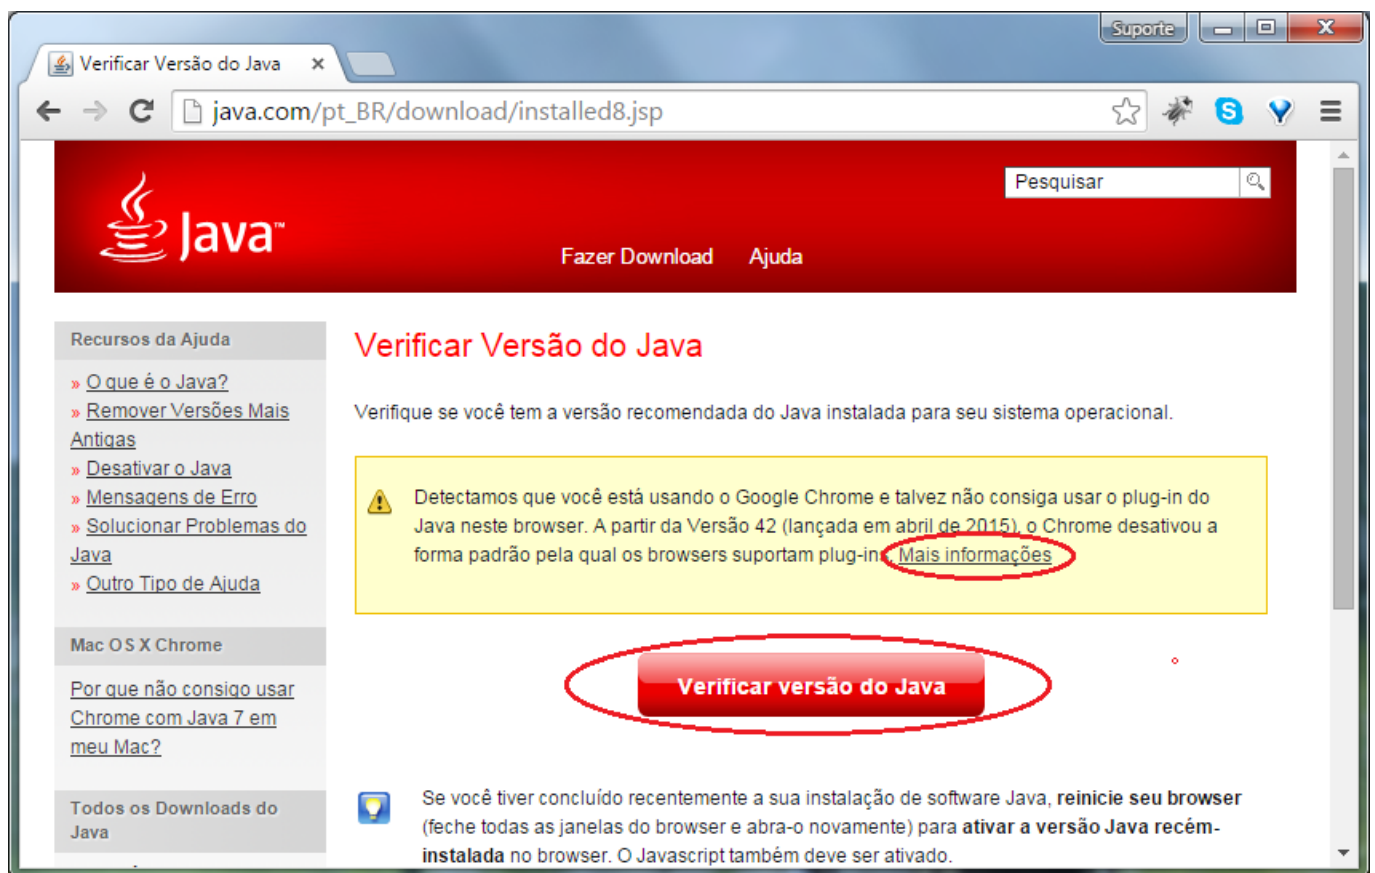 Suporte
Verificar Versão do Java
java.com/pt_BR/download/installed8.jsp
Pesquisar
Java™
Fazer Download Ajuda
Recursos da Ajuda
» O que é o Java?
» Remover Versões Mais
Antigas
» Desativar o Java
» Mensagens de Erro
» Solucionar Problemas do
Java
» Outro Tipo de Ajuda
Mac OS X Chrome
Por que não consigo usar
Chrome com Java 7 em
meu Mac?
Todos os Downloads do
Java
Verificar Versão do Java
Verifique se você tem a versão recomendada do Java instalada para seu sistema operacional.
Detectamos que você está usando o Google Chrome e talvez não consiga usar o plug-in do
Java neste browser. A partir da Versão 42 (lançada em abril de 2015), o Chrome desativou a
forma padrão pela qual os browsers suportam plug-ins. Mais informações
Verificar versão do Java
Se você tiver concluído recentemente a sua instalação de software Java, reinicie seu browser
(feche todas as janelas do browser e abra-o novamente) para ativar a versão Java recém-
instalada no browser. O Javascript também deve ser ativado.